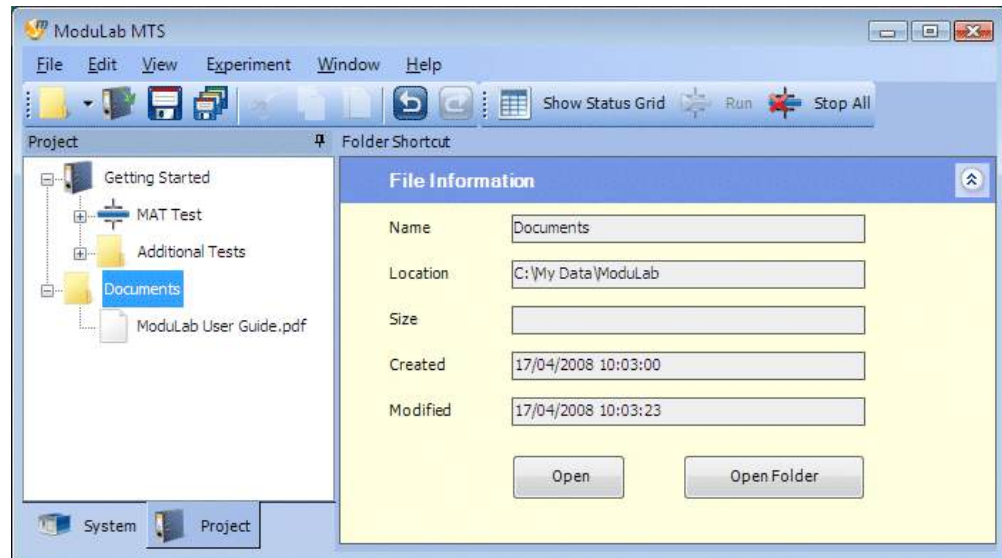 ModuLab MTS
File Edit View Experiment Window Help
Show Status Grid Run Stop All
Project
Folder Shortcut
Getting Started
MAT Test
Additional Tests
Documents
ModuLab User Guide.pdf
File Information
Name Documents
Location C:\My Data\ModuLab
Size
Created 17/04/2008 10:03:00
Modified 17/04/2008 10:03:23
Open Open Folder
System Project